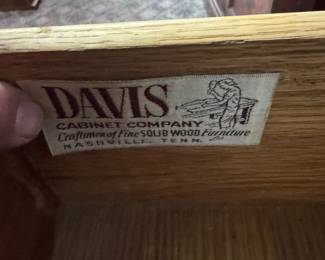 DAVIS
CABINET COMPANY
Craftsmen of Fine SOLID WOOD Furniture
NASHVILLE, TENN.